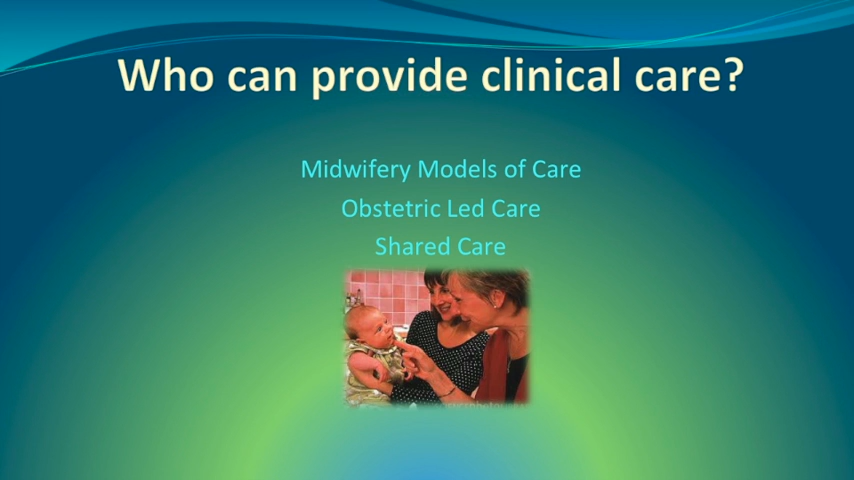 Who can provide clinical care?
Midwifery Models of Care
Obstetric Led Care
Shared Care